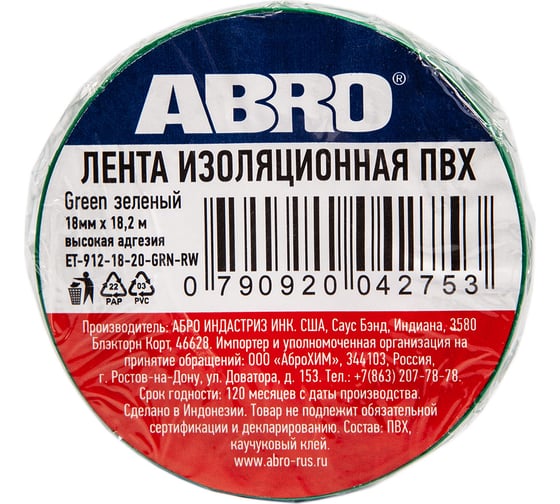 ABRO®
ЛЕНТА ИЗОЛЯЦИОННАЯ ПВХ
Green зеленый
18мм x 18,2 м
высокая адгезия
ET-912-18-20-GRN-RW
22
PAP
03
PVC
0 790920 042753
Производитель: АБРО ИНДАСТРИЗ ИНК. США, Саус Бэнд, Индиана, 3580
Блэкторн Корт, 46628. Импортер и уполномоченная организация на
принятие обращений: ООО «АброХИМ», 344103, Россия,
г. Ростов-на-Дону, ул. Доватора, д. 153. Тел.: +7(863) 207-78-78.
Срок годности: 120 месяцев с даты производства.
Сделано в Индонезии. Товар не подлежит обязательной
сертификации и декларированию. Состав: ПВХ,
каучуковый клей.
www.abro-rus.ru